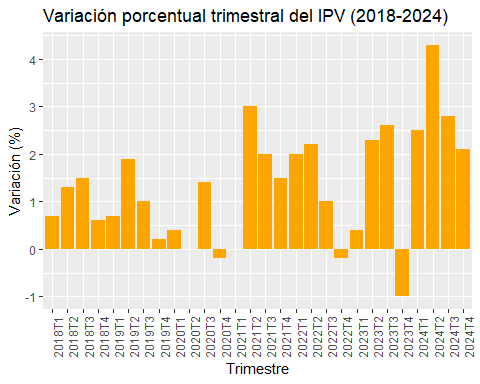 Variación porcentual trimestral del IPV (2018-2024)
Variación (%)
4
3
2
1
0
-1
2018T1
2018T2
2018T3
2018T4
2019T1
2019T2
2019T3
2019T4
2020T1
2020T2
2020T3
2020T4
2021T1
2021T2
2021T3
2021T4
2022T1
2022T2
2022T3
2022T4
2023T1
2023T2
2023T3
2023T4
2024T1
2024T2
2024T3
2024T4
Trimestre